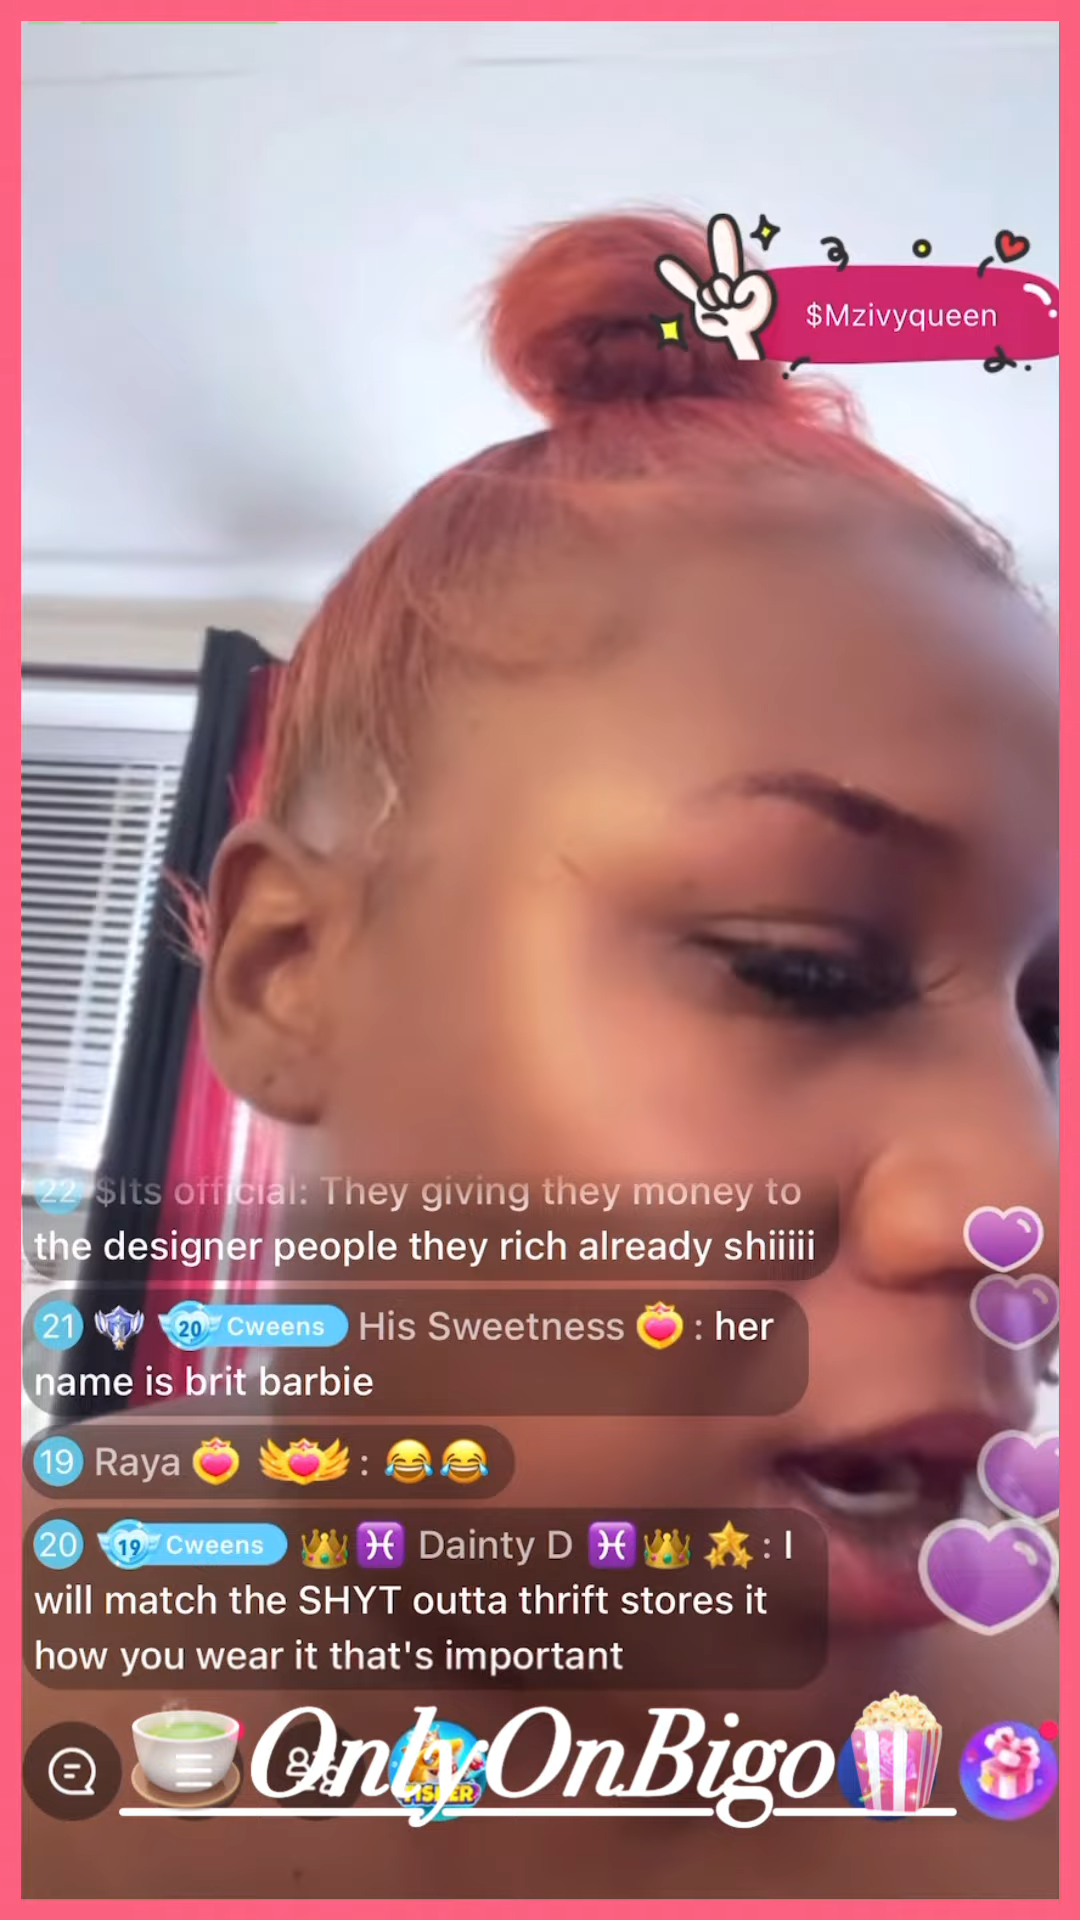 $Mzivyqueen
22 $Its official: They giving they money to
the designer people they rich already shiiiii
21 20 Cweens His Sweetness : her
name is brit barbie
19 Raya : 😂😂
20 19 Cweens 👑♓ Dainty D ♓👑 : I
will match the SHYT outta thrift stores it
how you wear it that's important
🍵OnlyOnBigo🍿